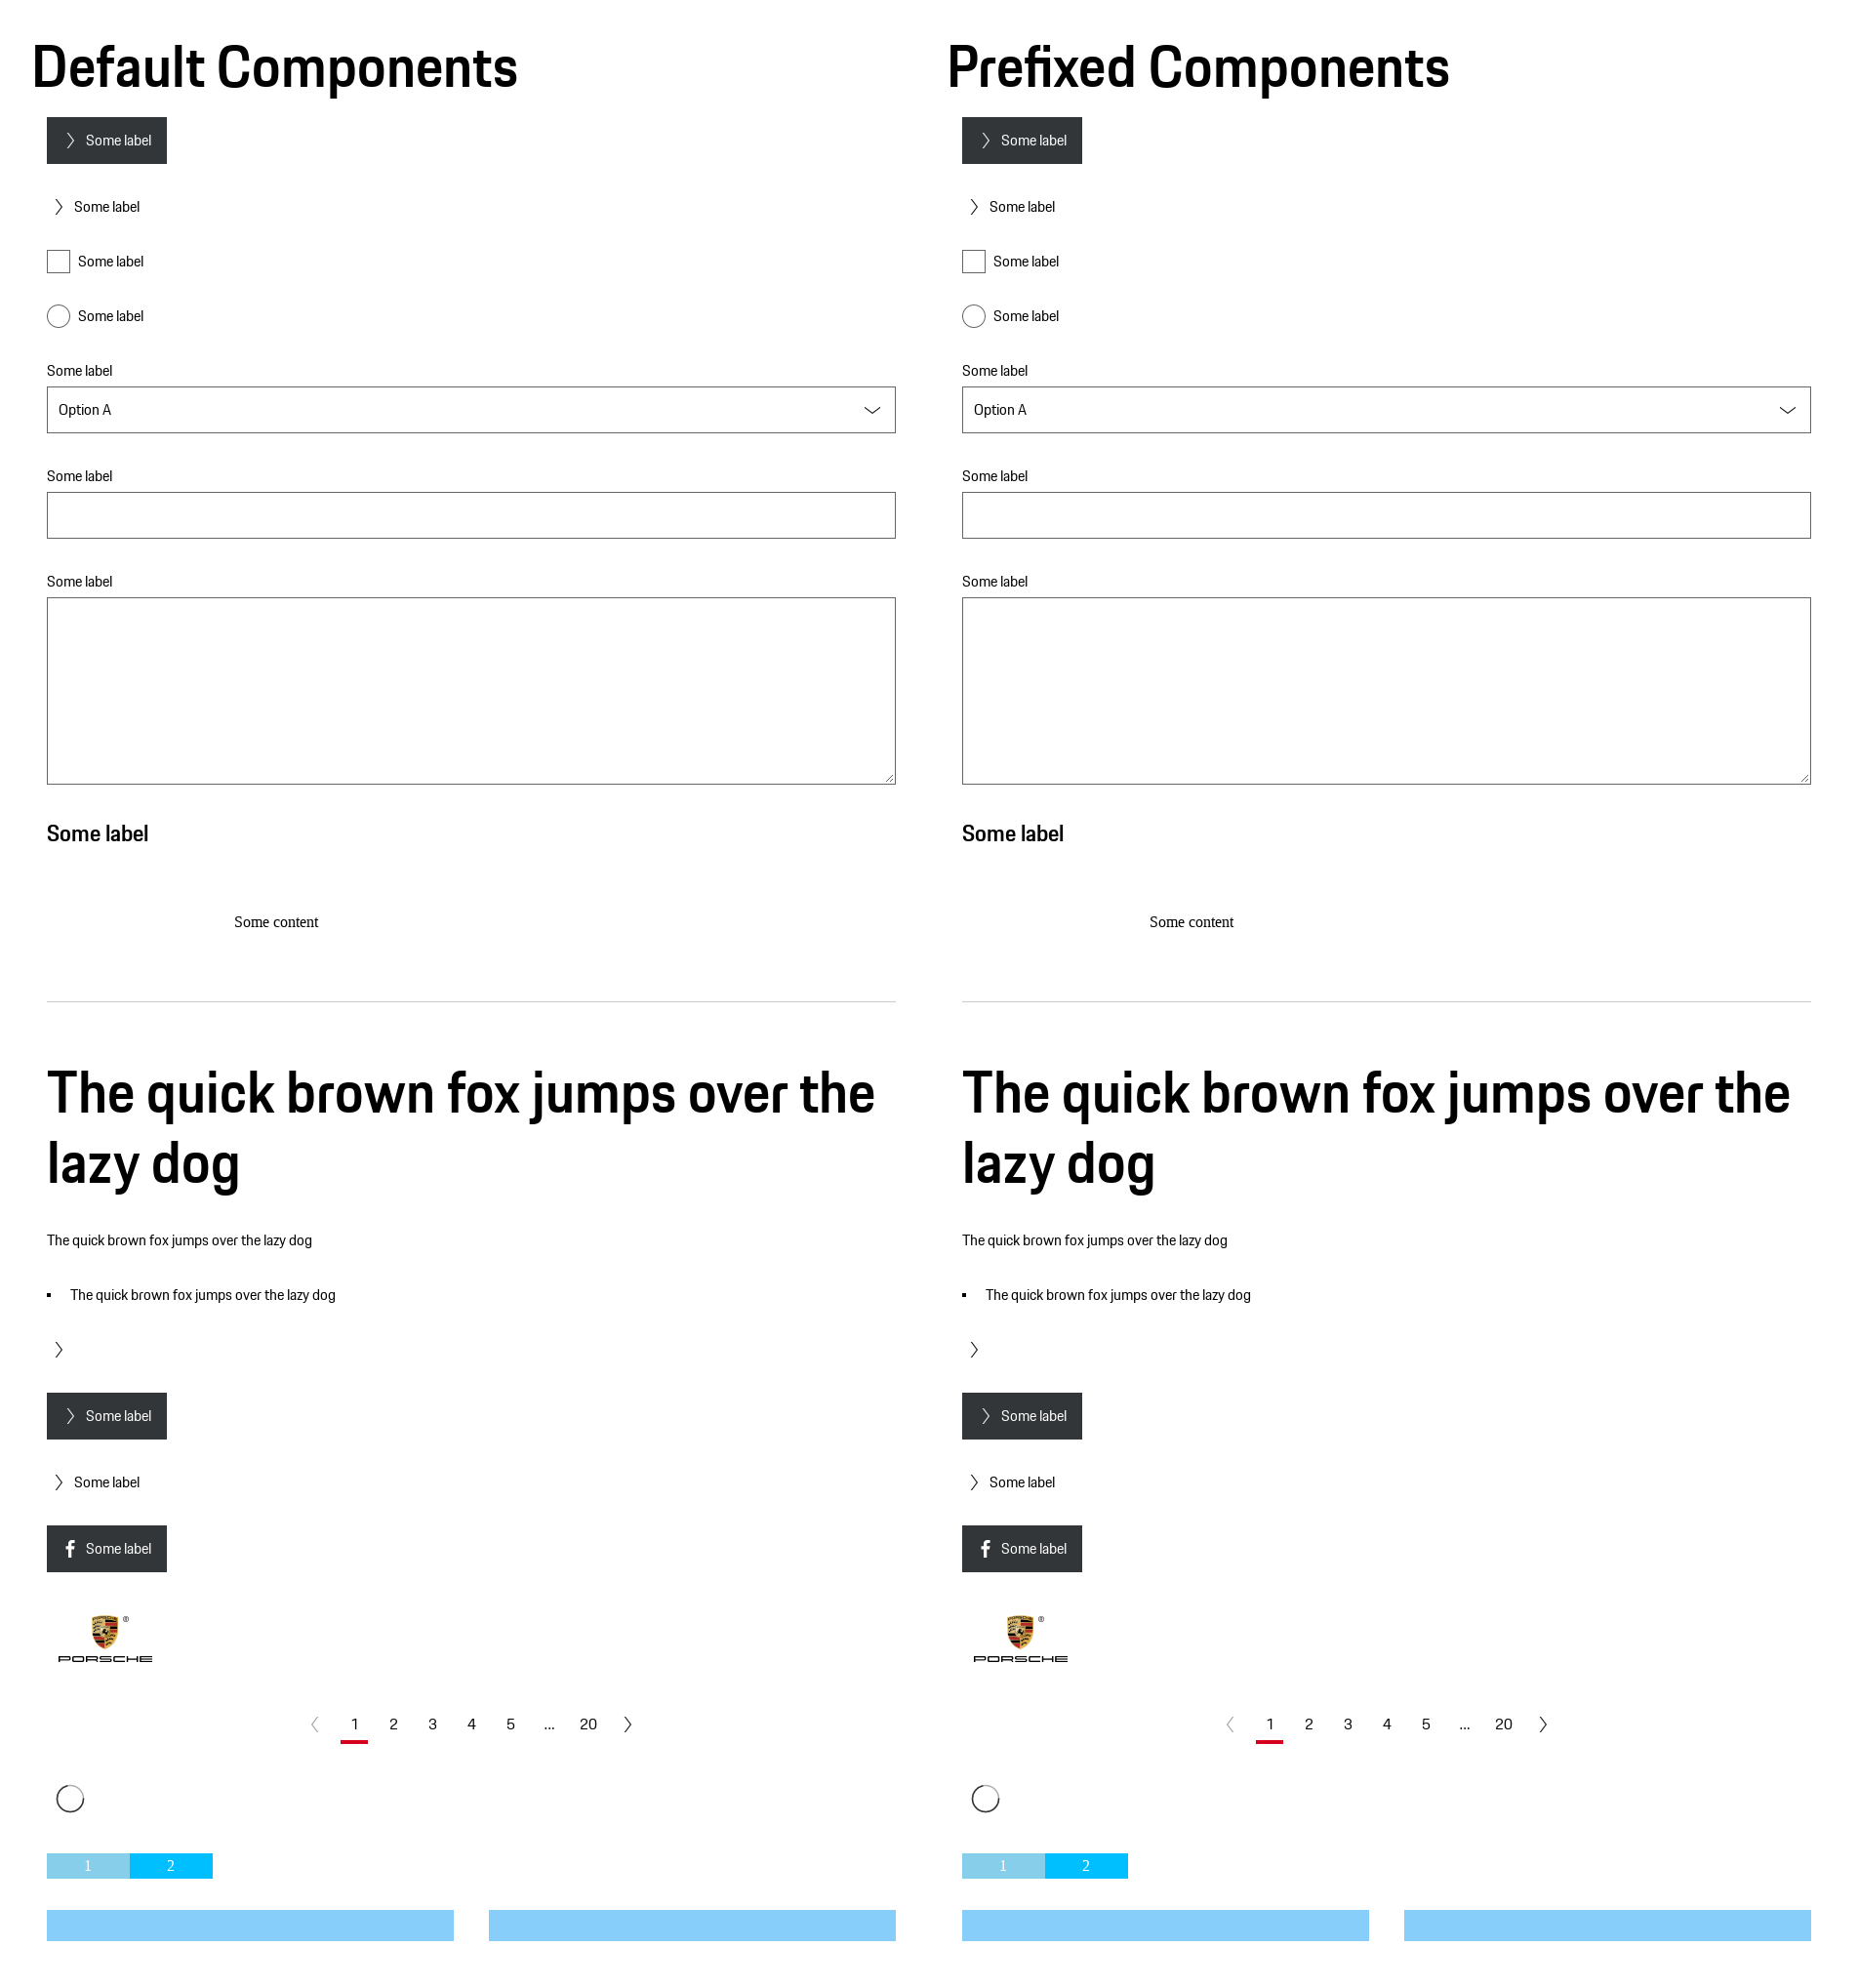 Default Components
Some label
Some label
Some label
Some label
Some label
Option A
Some label
Some label
Some label
Some content
The quick brown fox jumps over the
lazy dog
The quick brown fox jumps over the lazy dog
▪ The quick brown fox jumps over the lazy dog
Some label
Some label
Some label
®
PORSCHE
1 2 3 4 5 ... 20
1 2
Prefixed Components
Some label
Some label
Some label
Some label
Some label
Option A
Some label
Some label
Some label
Some content
The quick brown fox jumps over the
lazy dog
The quick brown fox jumps over the lazy dog
▪ The quick brown fox jumps over the lazy dog
Some label
Some label
Some label
®
PORSCHE
1 2 3 4 5 ... 20
1 2